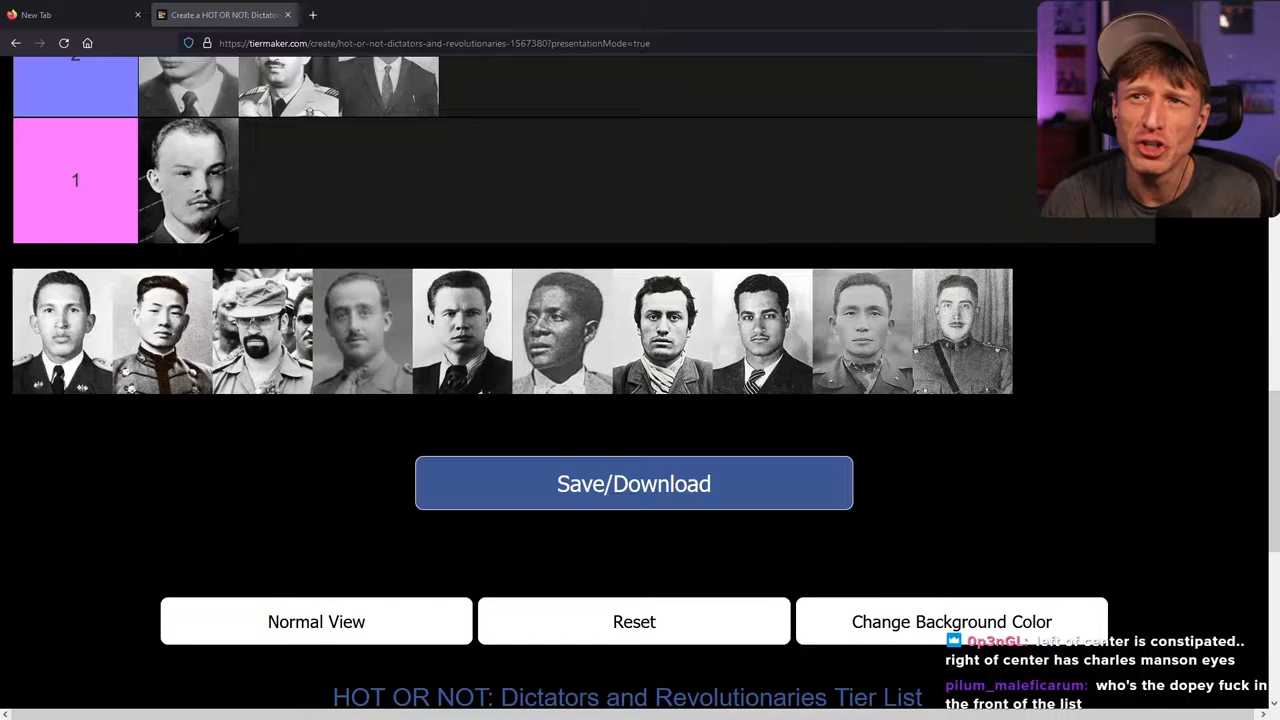 New Tab
Create a HOT OR NOT: Dictato
https://tiermaker.com/create/hot-or-not-dictators-and-revolutionaries-1567380?presentationMode=true
2
1
Save/Download
Normal View
Reset
Change Background Color
0p3nGL: left of center is constipated..
right of center has charles manson eyes
pilum_maleficarum: who's the dopey fuck in
the front of the list
HOT OR NOT: Dictators and Revolutionaries Tier List